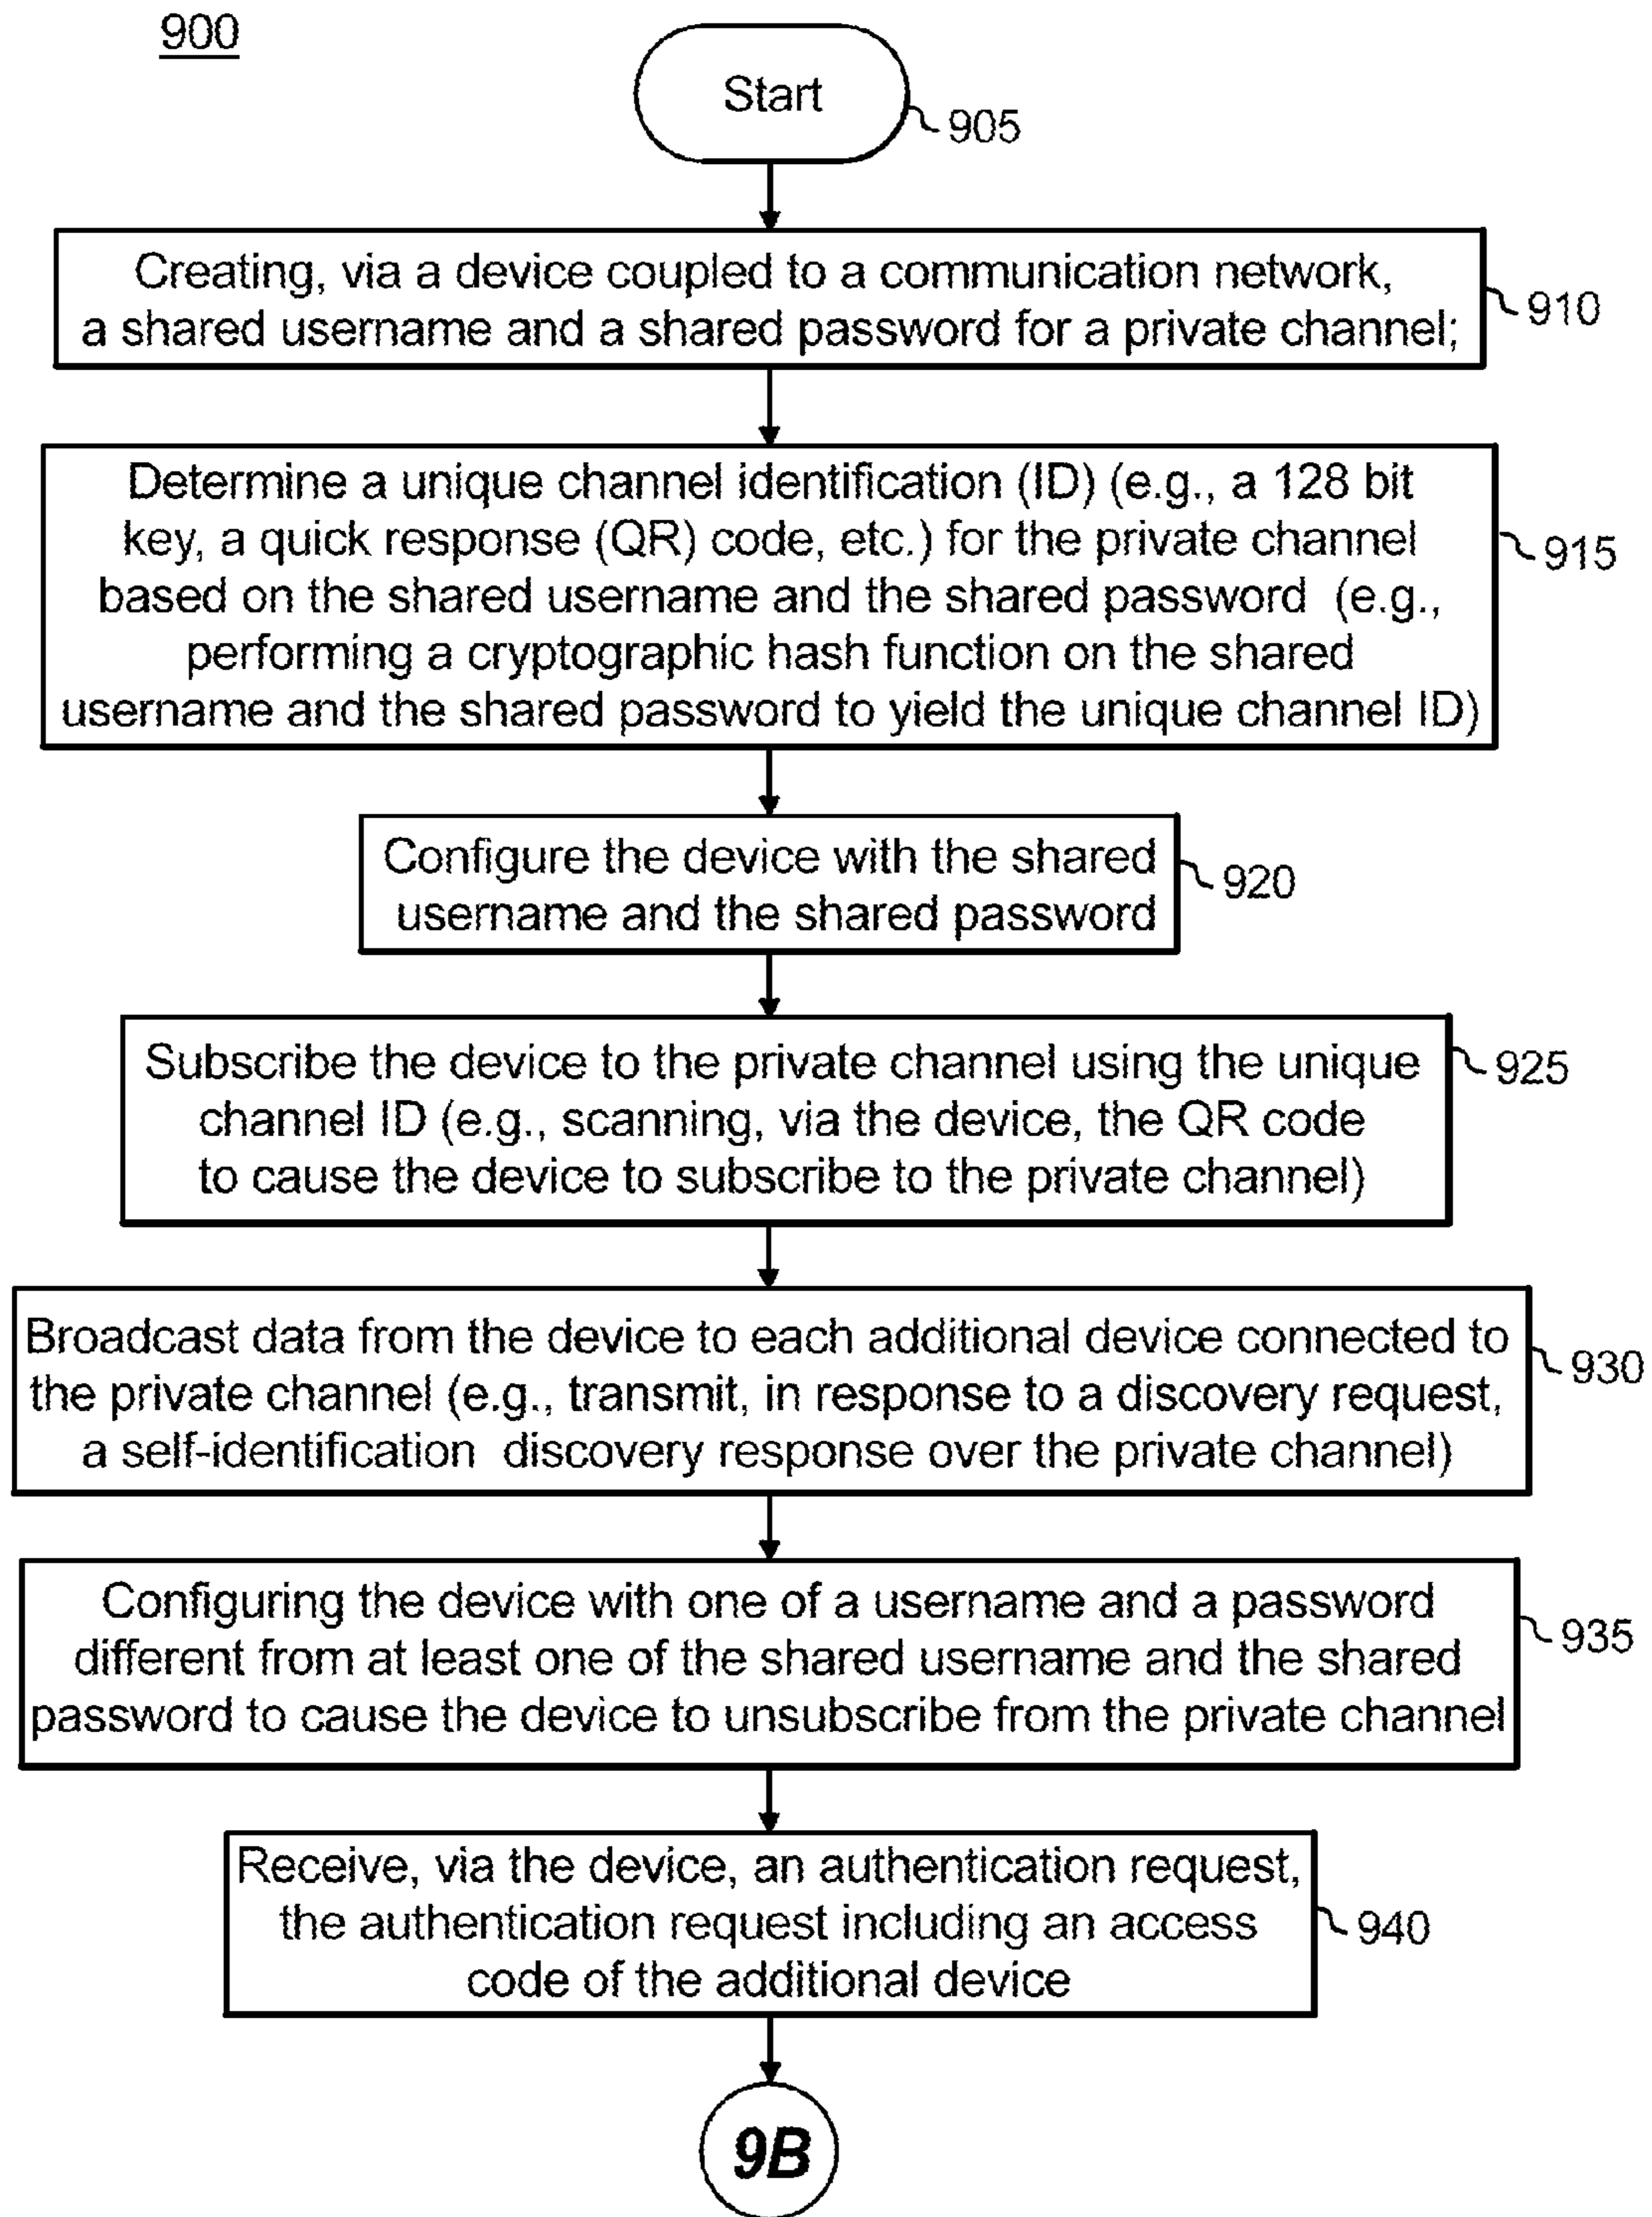 900
Start
905
Creating, via a device coupled to a communication network,
a shared username and a shared password for a private channel;
910
Determine a unique channel identification (ID) (e.g., a 128 bit
key, a quick response (QR) code, etc.) for the private channel
based on the shared username and the shared password (e.g.,
performing a cryptographic hash function on the shared
username and the shared password to yield the unique channel ID)
915
Configure the device with the shared
username and the shared password
920
Subscribe the device to the private channel using the unique
channel ID (e.g., scanning, via the device, the QR code
to cause the device to subscribe to the private channel)
925
Broadcast data from the device to each additional device connected to
the private channel (e.g., transmit, in response to a discovery request,
a self-identification discovery response over the private channel)
930
Configuring the device with one of a username and a password
different from at least one of the shared username and the shared
password to cause the device to unsubscribe from the private channel
935
Receive, via the device, an authentication request,
the authentication request including an access
code of the additional device
940
9B